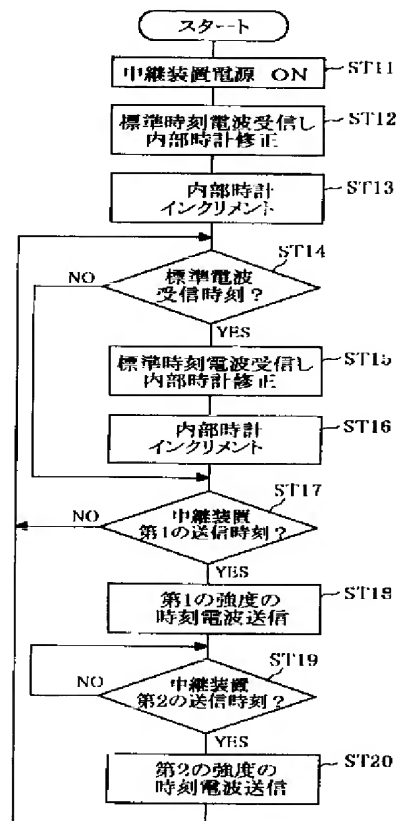 スタート
中継装置電源 ON
ST11
標準時刻電波受信し
内部時計修正
ST12
内部時計
インクリメント
ST13
ST14
NO
標準電波
受信時刻?
YES
標準時刻電波受信し
内部時計修正
ST15
内部時計
インクリメント
ST16
ST17
NO
中継装置
第1の送信時刻?
YES
第1の強度の
時刻電波送信
ST18
ST19
NO
中継装置
第2の送信時刻?
YES
第2の強度の
時刻電波送信
ST20